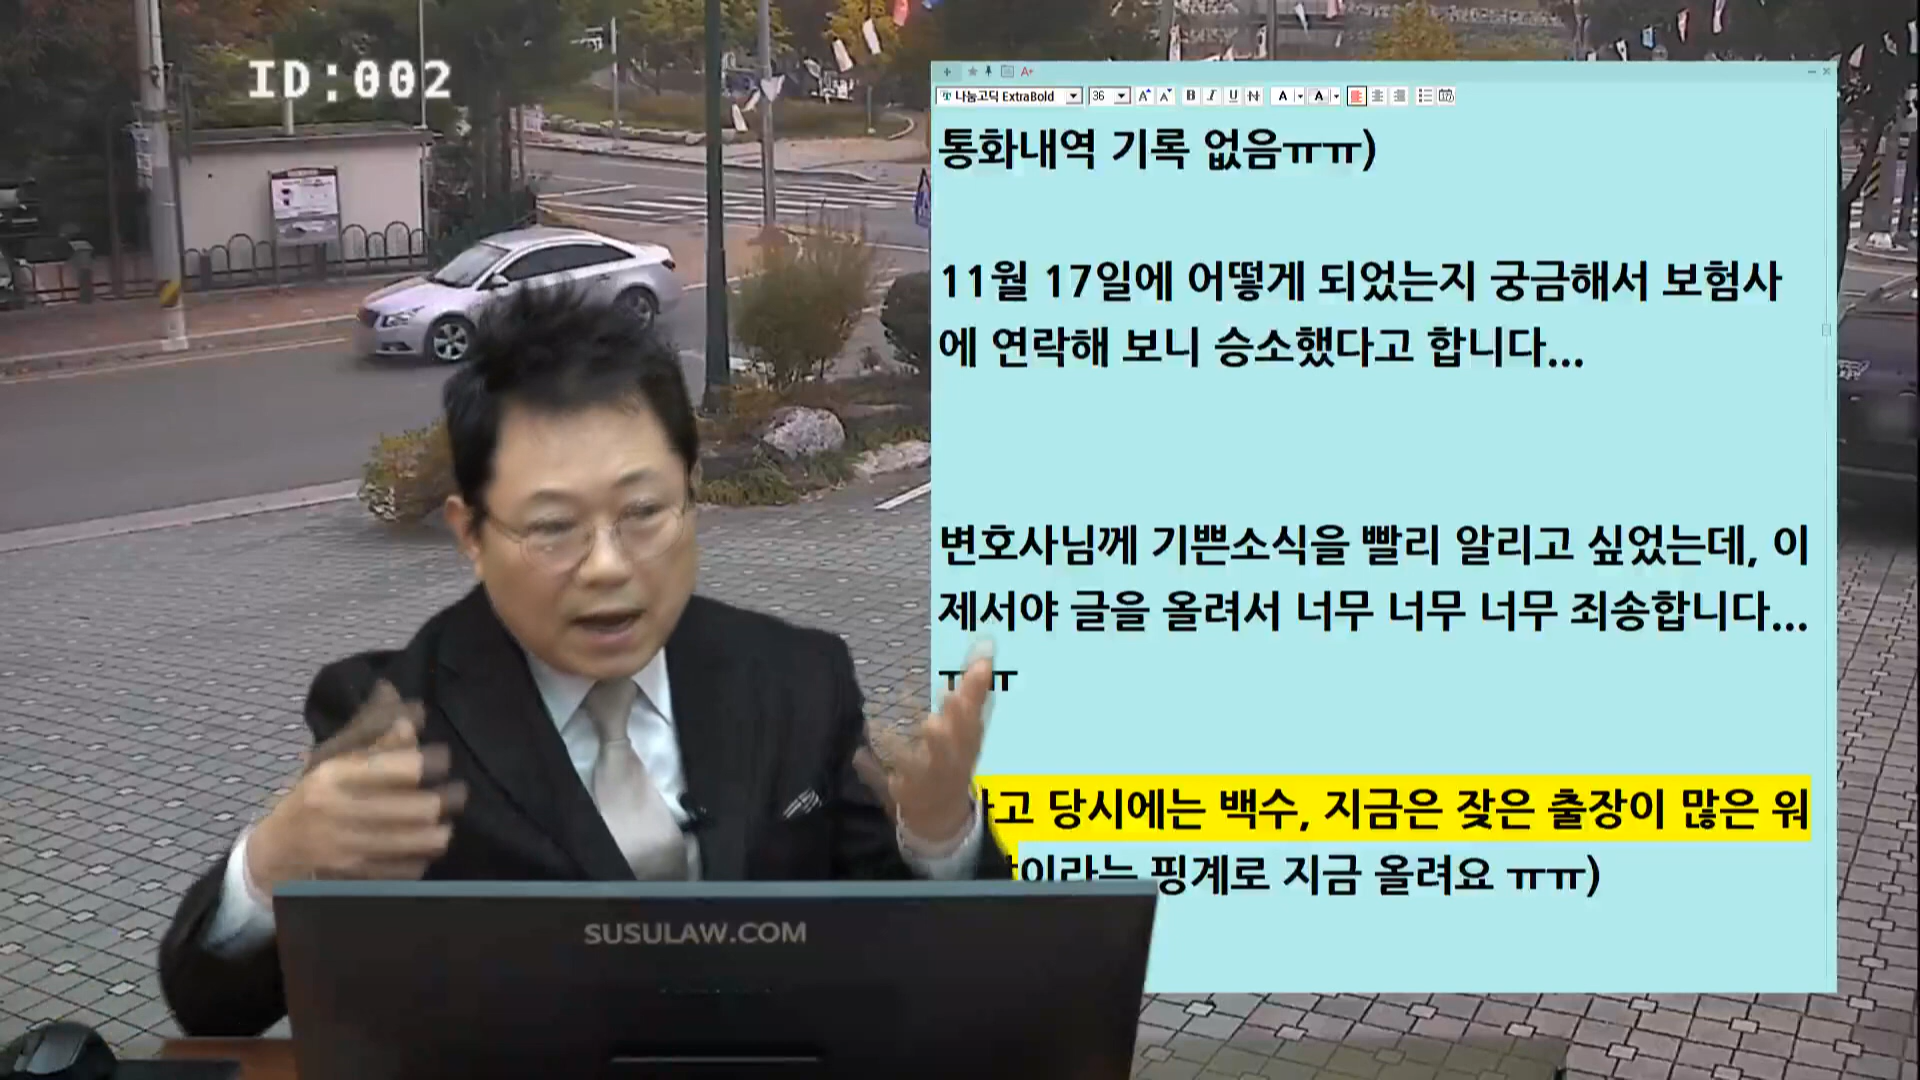 ID:002
나눔고딕 ExtraBold
36
통화내역 기록 없음ㅠㅠ)
11월 17일에 어떻게 되었는지 궁금해서 보험사
에 연락해 보니 승소했다고 합니다...
변호사님께 기쁜소식을 빨리 알리고 싶었는데, 이
제서야 글을 올려서 너무 너무 너무 죄송합니다...
ㅠㅠ
당시에는 백수, 지금은 잦은 출장이 많은 워
핑계로 지금 올려요 ㅠㅠ)
SUSULAW.COM